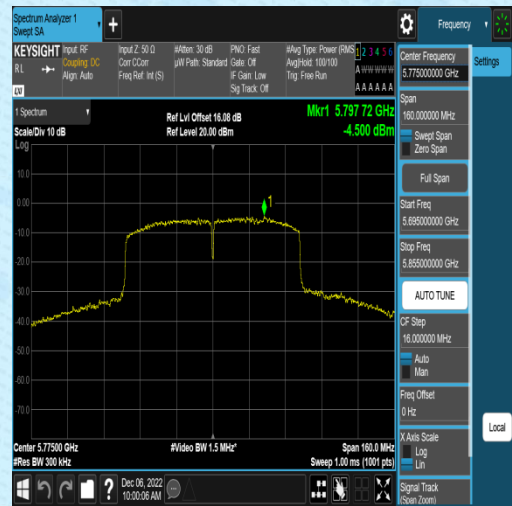 Spectrum Analyzer 1
Swept SA
+
Frequency
KEYSIGHT
RL
LXI
Input: RF
Coupling: DC
Align: Auto
Input Z: 50 Ω
Corr CCorr
Freq Ref: Int (S)
#Atten: 30 dB
µW Path: Standard
PNO: Fast
Gate: Off
IF Gain: Low
Sig Track: Off
#Avg Type: Power (RMS)
Avg|Hold: 100/100
Trig: Free Run
1 2 3 4 5 6
A W W W W W
A A A A A A
1 Spectrum
Scale/Div 10 dB
Log
Ref Lvl Offset 16.08 dB
Ref Level 20.00 dBm
Mkr1 5.797 72 GHz
-4.500 dBm
10.0
0.00
-10.0
-20.0
-30.0
-40.0
-50.0
-60.0
-70.0
1
Center 5.77500 GHz
#Res BW 300 kHz
#Video BW 1.5 MHz*
Span 160.0 MHz
Sweep 1.00 ms (1001 pts)
?
Dec 06, 2022
10:00:06 AM
Center Frequency
5.775000000 GHz
Settings
Span
160.000000 MHz
Swept Span
Zero Span
Full Span
Start Freq
5.695000000 GHz
Stop Freq
5.855000000 GHz
AUTO TUNE
CF Step
16.000000 MHz
Auto
Man
Freq Offset
0 Hz
X Axis Scale
Log
Lin
Signal Track
(Span Zoom)
Local